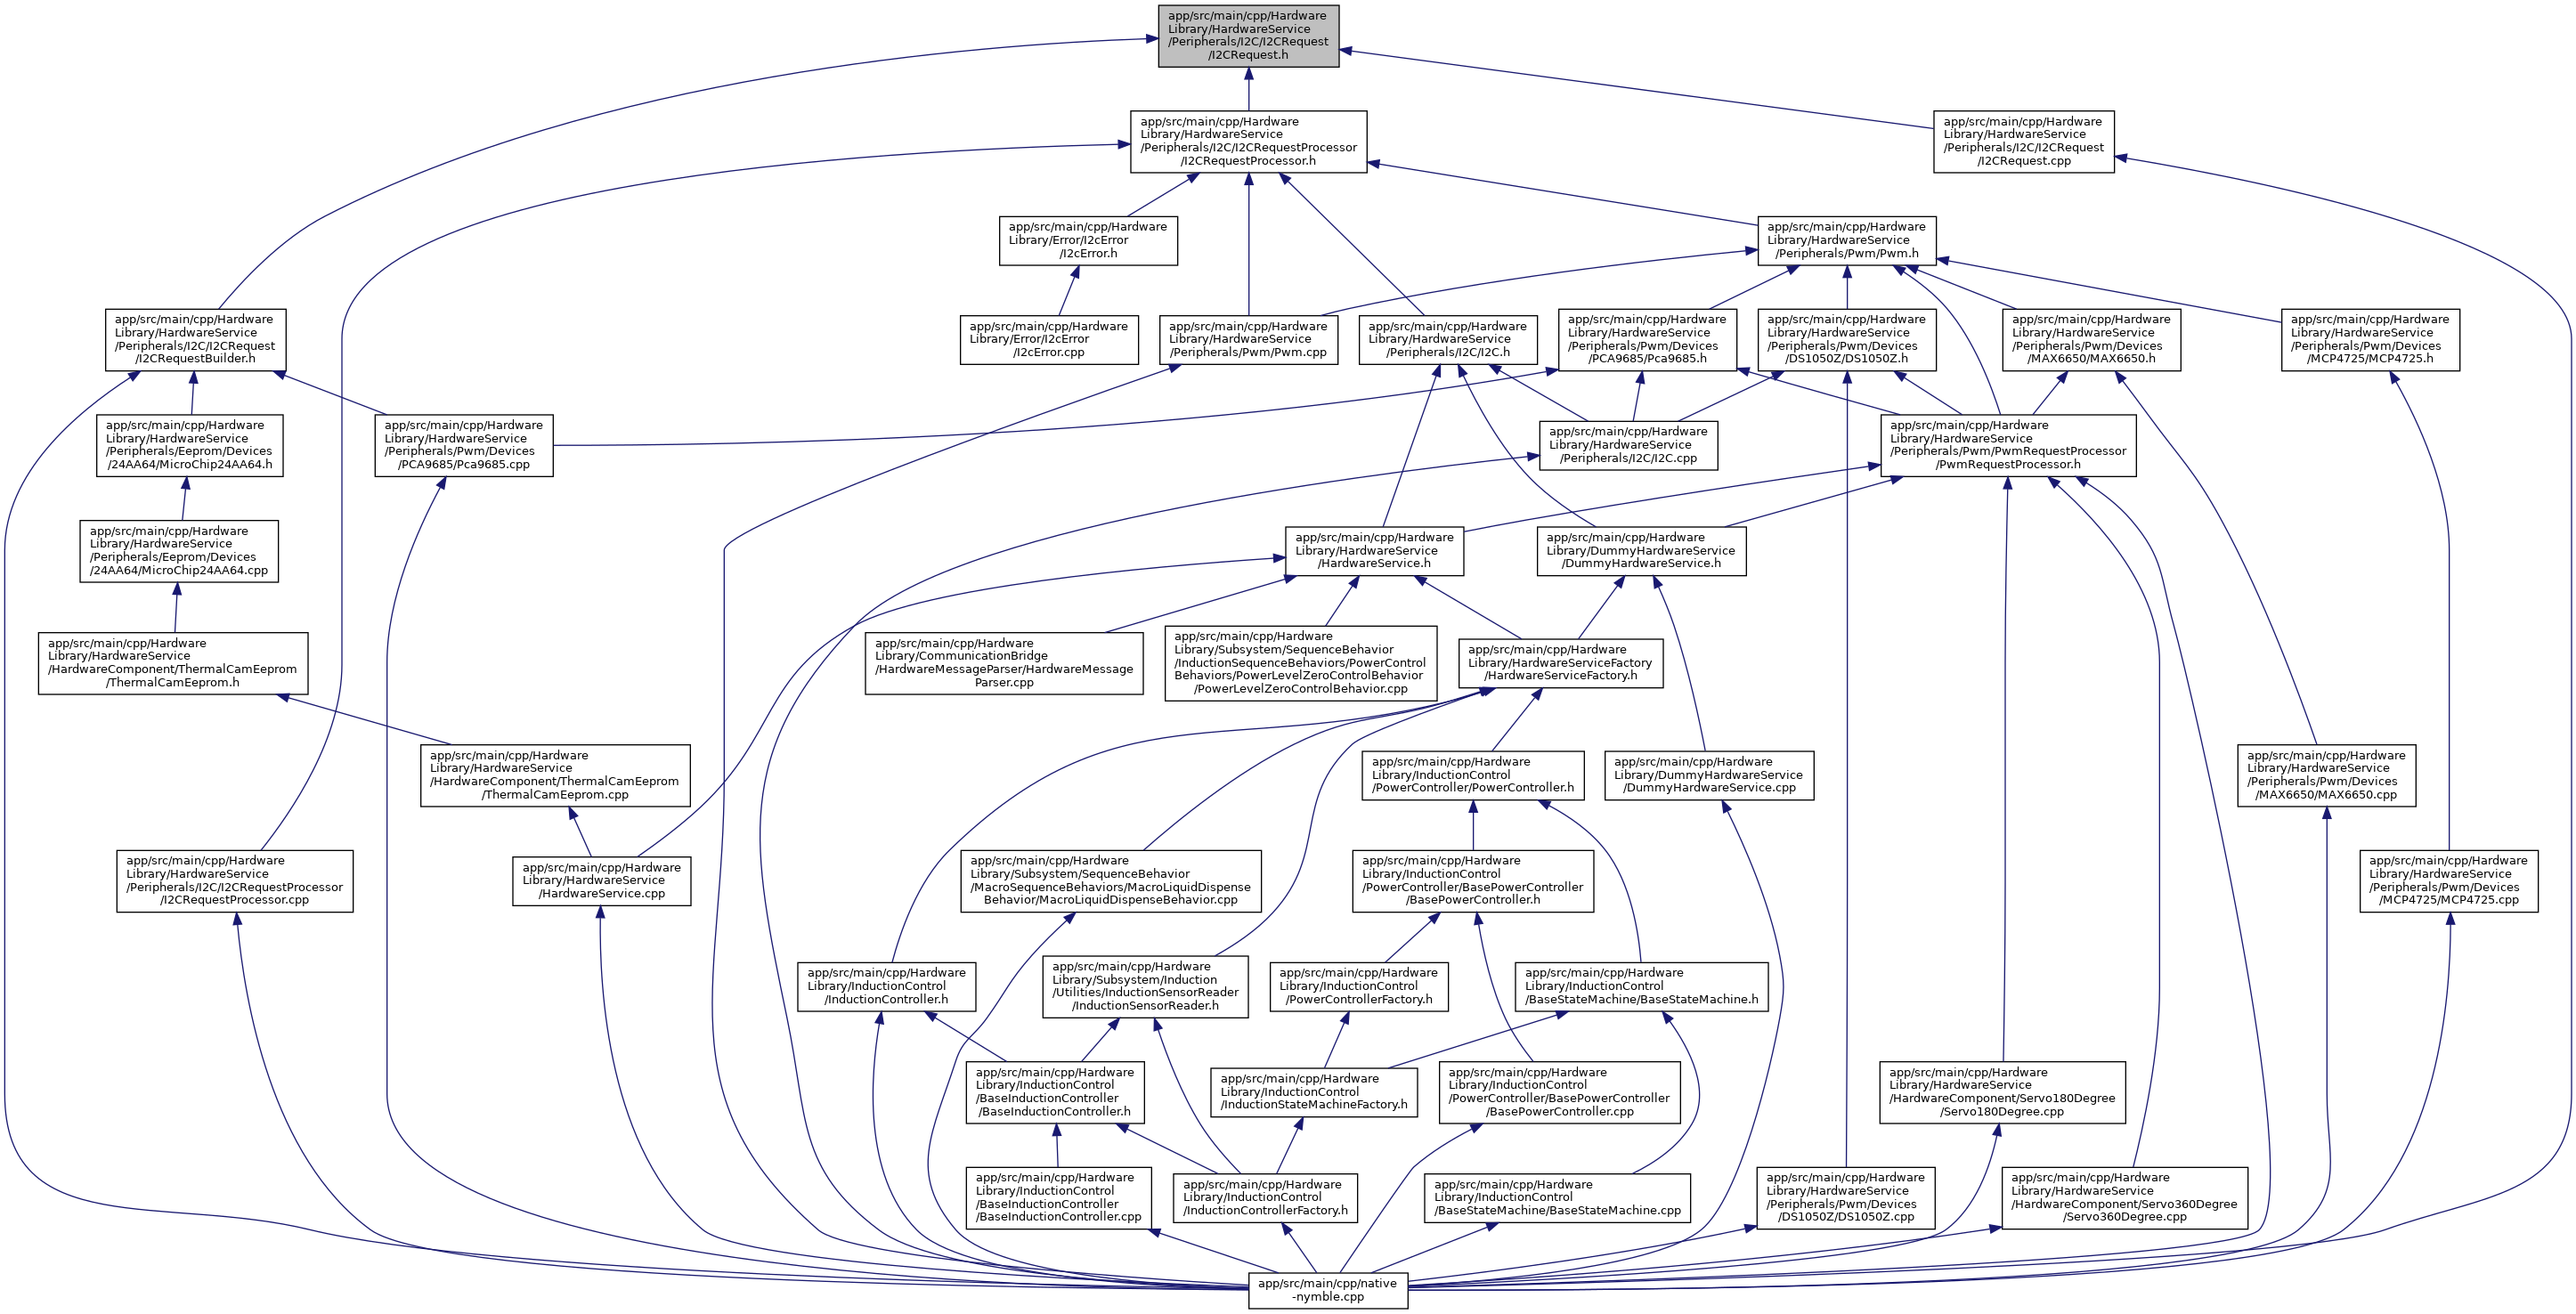 app/src/main/cpp/Hardware
Library/HardwareService
/Peripherals/I2C/I2CRequest
/I2CRequest.h
app/src/main/cpp/Hardware
Library/HardwareService
/Peripherals/I2C/I2CRequestProcessor
/I2CRequestProcessor.h
app/src/main/cpp/Hardware
Library/HardwareService
/Peripherals/I2C/I2CRequest
/I2CRequest.cpp
app/src/main/cpp/Hardware
Library/Error/I2cError
/I2cError.h
app/src/main/cpp/Hardware
Library/HardwareService
/Peripherals/Pwm/Pwm.h
app/src/main/cpp/Hardware
Library/HardwareService
/Peripherals/I2C/I2CRequest
/I2CRequestBuilder.h
app/src/main/cpp/Hardware
Library/Error/I2cError
/I2cError.cpp
app/src/main/cpp/Hardware
Library/HardwareService
/Peripherals/Pwm/Pwm.cpp
app/src/main/cpp/Hardware
Library/HardwareService
/Peripherals/I2C/I2C.h
app/src/main/cpp/Hardware
Library/HardwareService
/Peripherals/Pwm/Devices
/PCA9685/Pca9685.h
app/src/main/cpp/Hardware
Library/HardwareService
/Peripherals/Pwm/Devices
/DS1050Z/DS1050Z.h
app/src/main/cpp/Hardware
Library/HardwareService
/Peripherals/Pwm/Devices
/MAX6650/MAX6650.h
app/src/main/cpp/Hardware
Library/HardwareService
/Peripherals/Pwm/Devices
/MCP4725/MCP4725.h
app/src/main/cpp/Hardware
Library/HardwareService
/Peripherals/Eeprom/Devices
/24AA64/MicroChip24AA64.h
app/src/main/cpp/Hardware
Library/HardwareService
/Peripherals/Pwm/Devices
/PCA9685/Pca9685.cpp
app/src/main/cpp/Hardware
Library/HardwareService
/Peripherals/I2C/I2C.cpp
app/src/main/cpp/Hardware
Library/HardwareService
/Peripherals/Pwm/PwmRequestProcessor
/PwmRequestProcessor.h
app/src/main/cpp/Hardware
Library/HardwareService
/Peripherals/Eeprom/Devices
/24AA64/MicroChip24AA64.cpp
app/src/main/cpp/Hardware
Library/HardwareService
/HardwareService.h
app/src/main/cpp/Hardware
Library/DummyHardwareService
/DummyHardwareService.h
app/src/main/cpp/Hardware
Library/HardwareService
/HardwareComponent/ThermalCamEeprom
/ThermalCamEeprom.h
app/src/main/cpp/Hardware
Library/CommunicationBridge
/HardwareMessageParser/HardwareMessage
Parser.cpp
app/src/main/cpp/Hardware
Library/Subsystem/SequenceBehavior
/InductionSequenceBehaviors/PowerControl
Behaviors/PowerLevelZeroControlBehavior
/PowerLevelZeroControlBehavior.cpp
app/src/main/cpp/Hardware
Library/HardwareServiceFactory
/HardwareServiceFactory.h
app/src/main/cpp/Hardware
Library/HardwareService
/HardwareComponent/ThermalCamEeprom
/ThermalCamEeprom.cpp
app/src/main/cpp/Hardware
Library/InductionControl
/PowerController/PowerController.h
app/src/main/cpp/Hardware
Library/DummyHardwareService
/DummyHardwareService.cpp
app/src/main/cpp/Hardware
Library/HardwareService
/Peripherals/Pwm/Devices
/MAX6650/MAX6650.cpp
app/src/main/cpp/Hardware
Library/HardwareService
/Peripherals/I2C/I2CRequestProcessor
/I2CRequestProcessor.cpp
app/src/main/cpp/Hardware
Library/HardwareService
/HardwareService.cpp
app/src/main/cpp/Hardware
Library/Subsystem/SequenceBehavior
/MacroSequenceBehaviors/MacroLiquidDispense
Behavior/MacroLiquidDispenseBehavior.cpp
app/src/main/cpp/Hardware
Library/InductionControl
/PowerController/BasePowerController
/BasePowerController.h
app/src/main/cpp/Hardware
Library/HardwareService
/Peripherals/Pwm/Devices
/MCP4725/MCP4725.cpp
app/src/main/cpp/Hardware
Library/InductionControl
/InductionController.h
app/src/main/cpp/Hardware
Library/Subsystem/Induction
/Utilities/InductionSensorReader
/InductionSensorReader.h
app/src/main/cpp/Hardware
Library/InductionControl
/PowerControllerFactory.h
app/src/main/cpp/Hardware
Library/InductionControl
/BaseStateMachine/BaseStateMachine.h
app/src/main/cpp/Hardware
Library/InductionControl
/BaseInductionController
/BaseInductionController.h
app/src/main/cpp/Hardware
Library/InductionControl
/InductionStateMachineFactory.h
app/src/main/cpp/Hardware
Library/InductionControl
/PowerController/BasePowerController
/BasePowerController.cpp
app/src/main/cpp/Hardware
Library/HardwareService
/HardwareComponent/Servo180Degree
/Servo180Degree.cpp
app/src/main/cpp/Hardware
Library/InductionControl
/BaseInductionController
/BaseInductionController.cpp
app/src/main/cpp/Hardware
Library/InductionControl
/InductionControllerFactory.h
app/src/main/cpp/Hardware
Library/InductionControl
/BaseStateMachine/BaseStateMachine.cpp
app/src/main/cpp/Hardware
Library/HardwareService
/Peripherals/Pwm/Devices
/DS1050Z/DS1050Z.cpp
app/src/main/cpp/Hardware
Library/HardwareService
/HardwareComponent/Servo360Degree
/Servo360Degree.cpp
app/src/main/cpp/native
-nymble.cpp